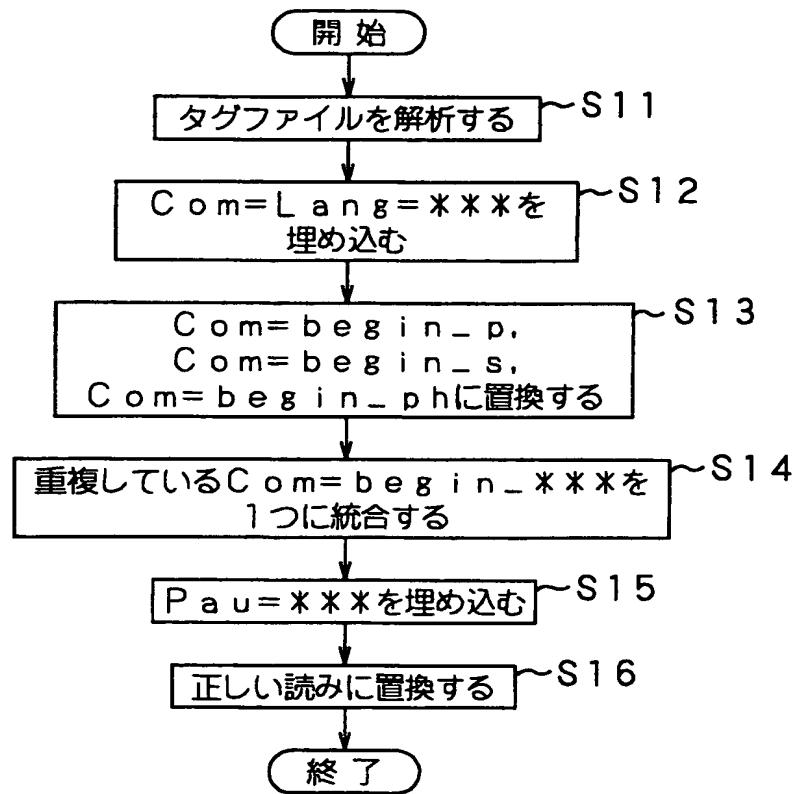 開始
タグファイルを解析する
S11
Com=Lang=***を
S12
埋め込む
Com=begin_p,
S13
Com=begin_s,
Com=begin_phに置換する
重複しているCom=begin_***を
S14
1つに統合する
Pau=***を埋め込む
S15
正しい読みに置換する
S16
終了